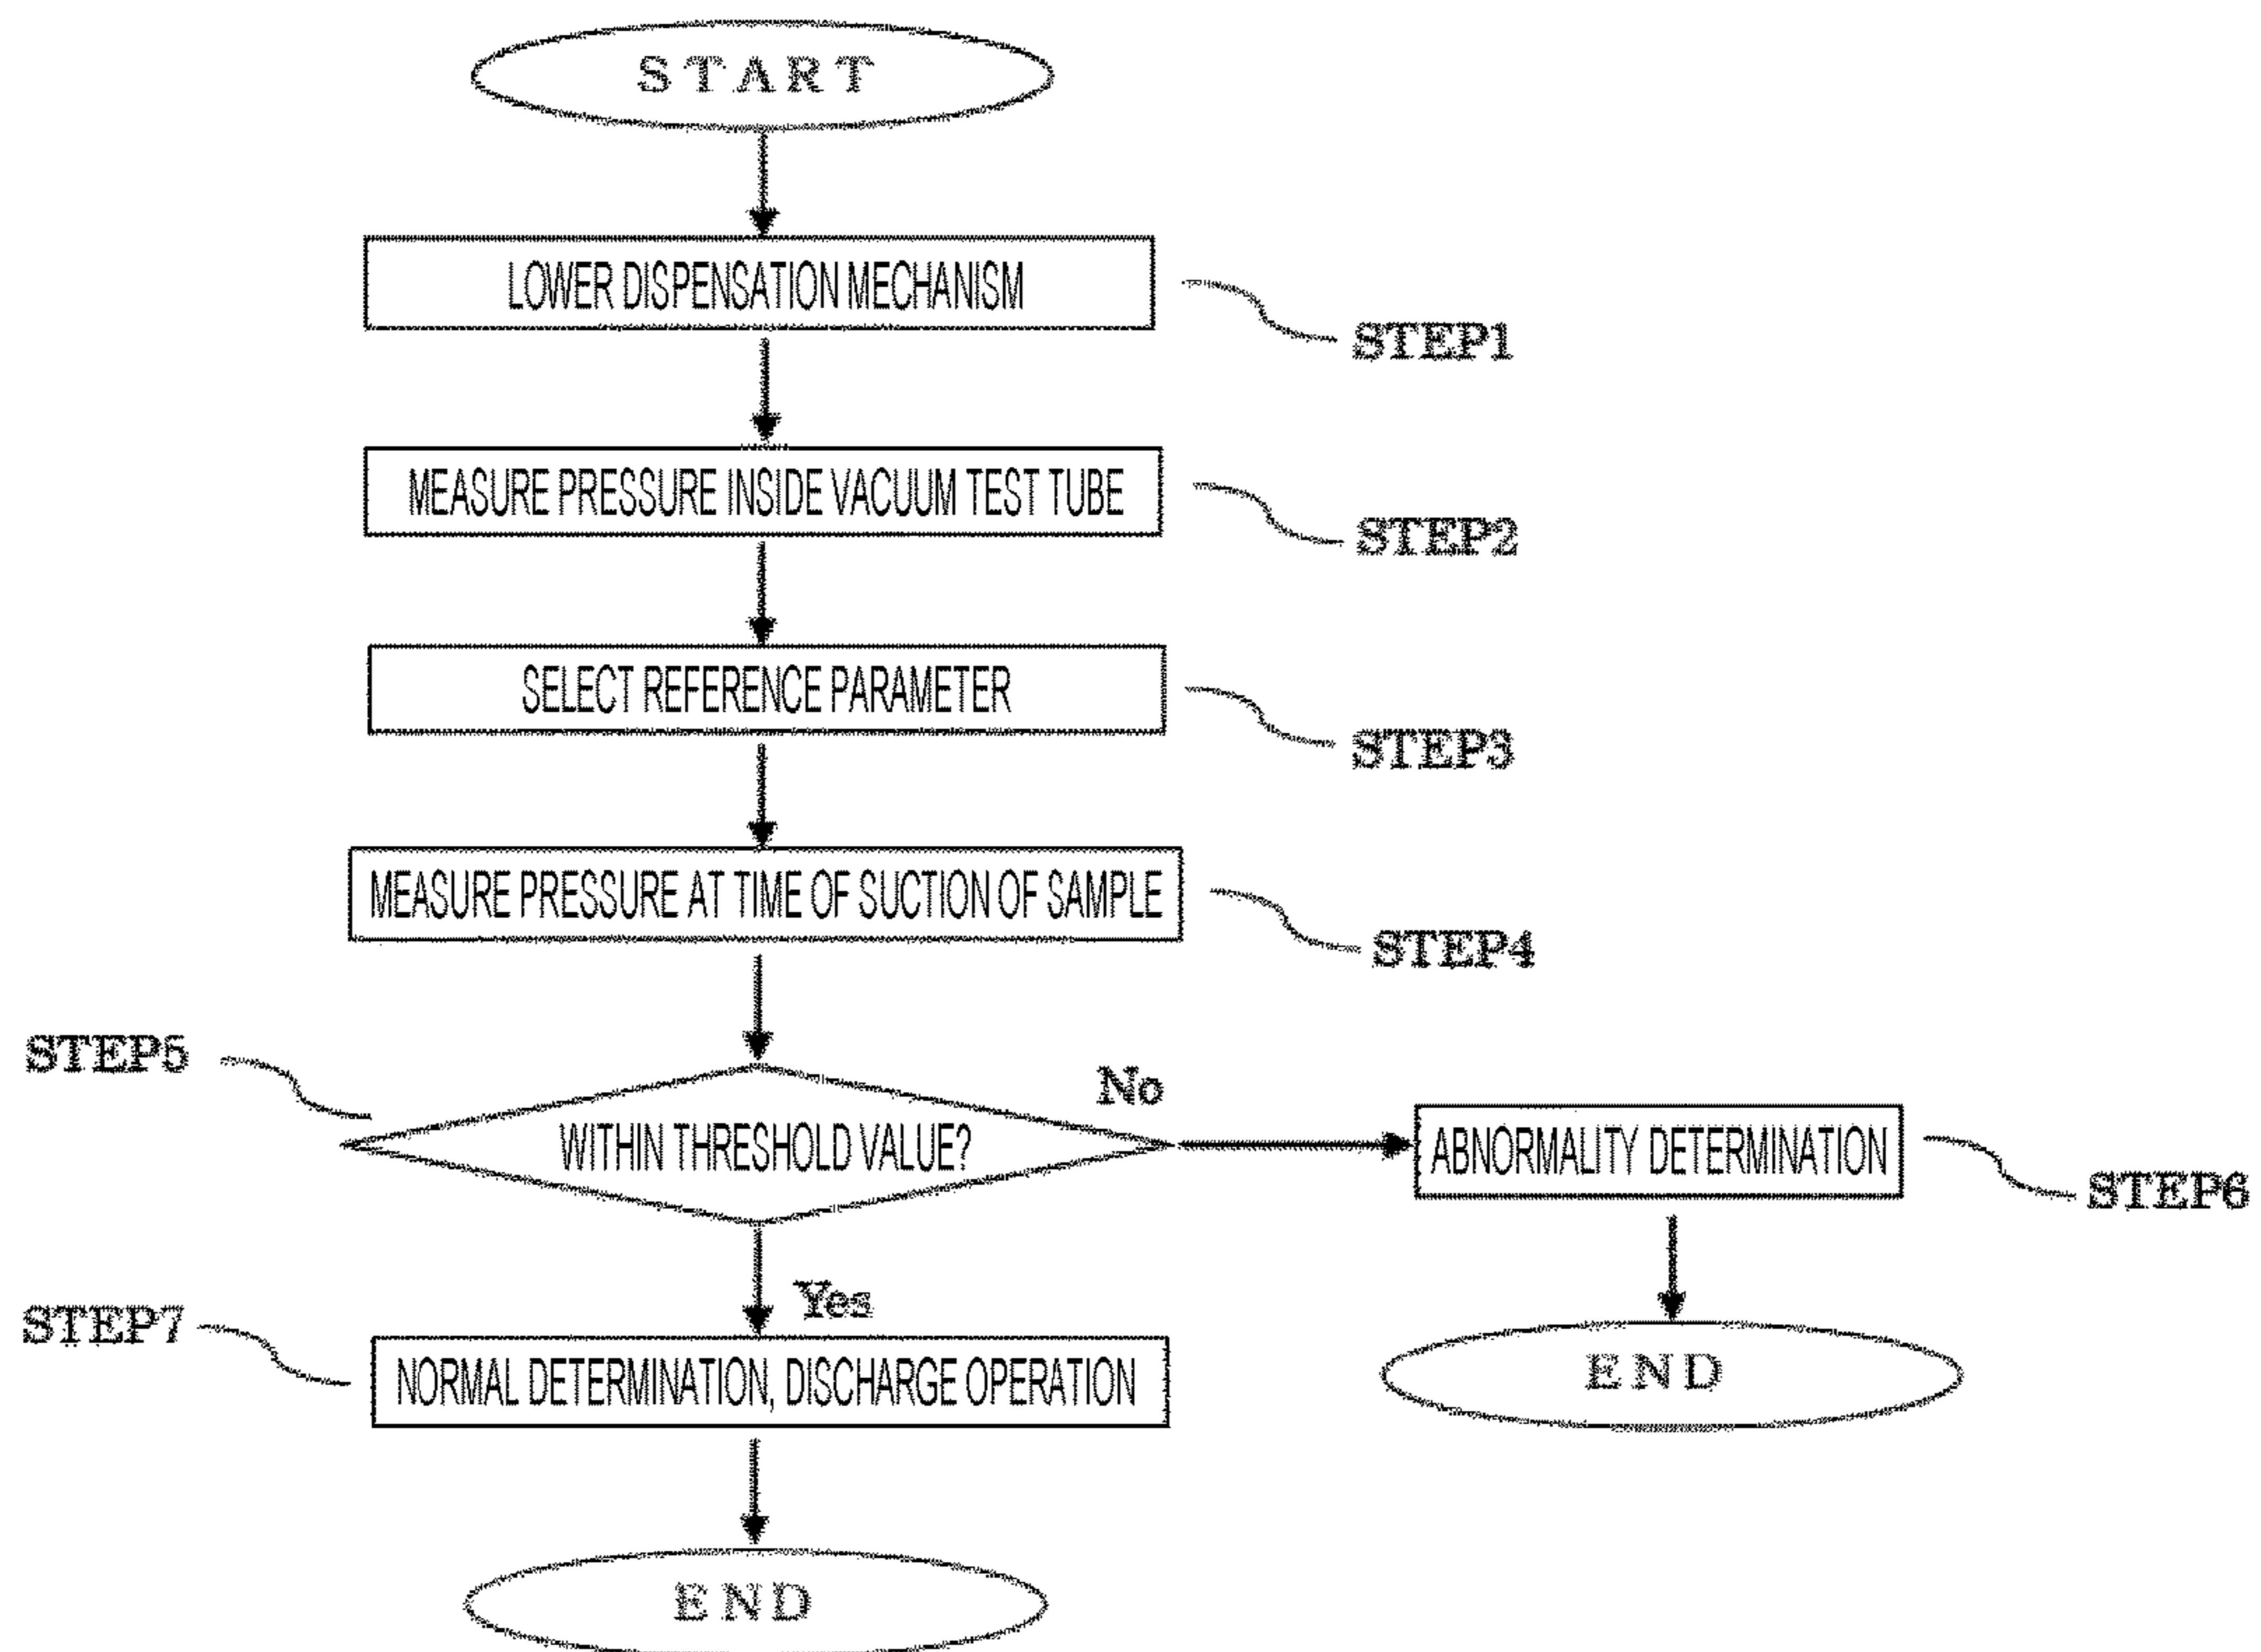 START
LOWER DISPENSATION MECHANISM
STEP1
MEASURE PRESSURE INSIDE VACUUM TEST TUBE
STEP2
SELECT REFERENCE PARAMETER
STEP3
MEASURE PRESSURE AT TIME OF SUCTION OF SAMPLE
STEP4
STEP5
WITHIN THRESHOLD VALUE?
No
ABNORMALITY DETERMINATION
STEP6
Yes
STEP7
NORMAL DETERMINATION, DISCHARGE OPERATION
END
END